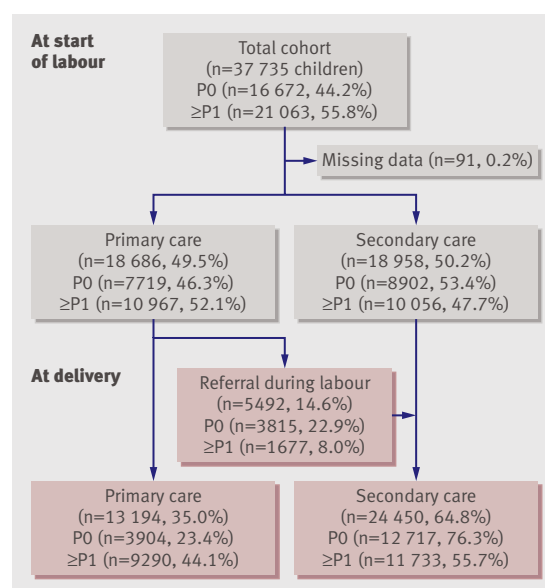 At start
of labour
Total cohort
(n=37 735 children)
P0 (n=16 672, 44.2%)
≥P1 (n=21 063, 55.8%)
Missing data (n=91, 0.2%)
Primary care
(n=18 686, 49.5%)
P0 (n=7719, 46.3%)
≥P1 (n=10 967, 52.1%)
Secondary care
(n=18 958, 50.2%)
P0 (n=8902, 53.4%)
≥P1 (n=10 056, 47.7%)
At delivery
Referral during labour
(n=5492, 14.6%)
P0 (n=3815, 22.9%)
≥P1 (n=1677, 8.0%)
Primary care
(n=13 194, 35.0%)
P0 (n=3904, 23.4%)
≥P1 (n=9290, 44.1%)
Secondary care
(n=24 450, 64.8%)
P0 (n=12 717, 76.3%)
≥P1 (n=11 733, 55.7%)